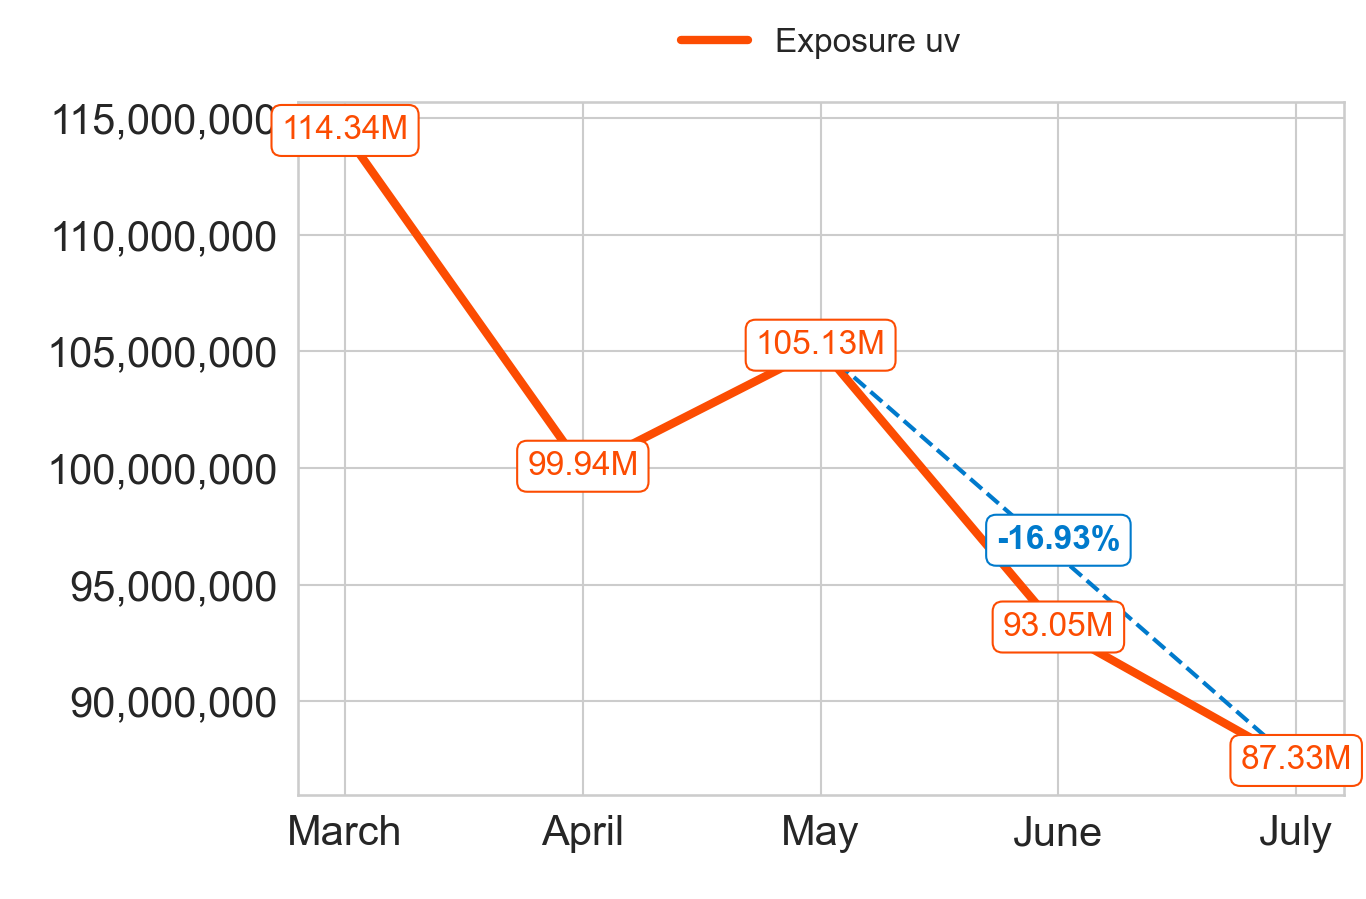 Exposure uv
115,000,000
114.34M
110,000,000
105,000,000
105.13M
100,000,000
99.94M
-16.93%
95,000,000
93.05M
90,000,000
87.33M
March April May June July